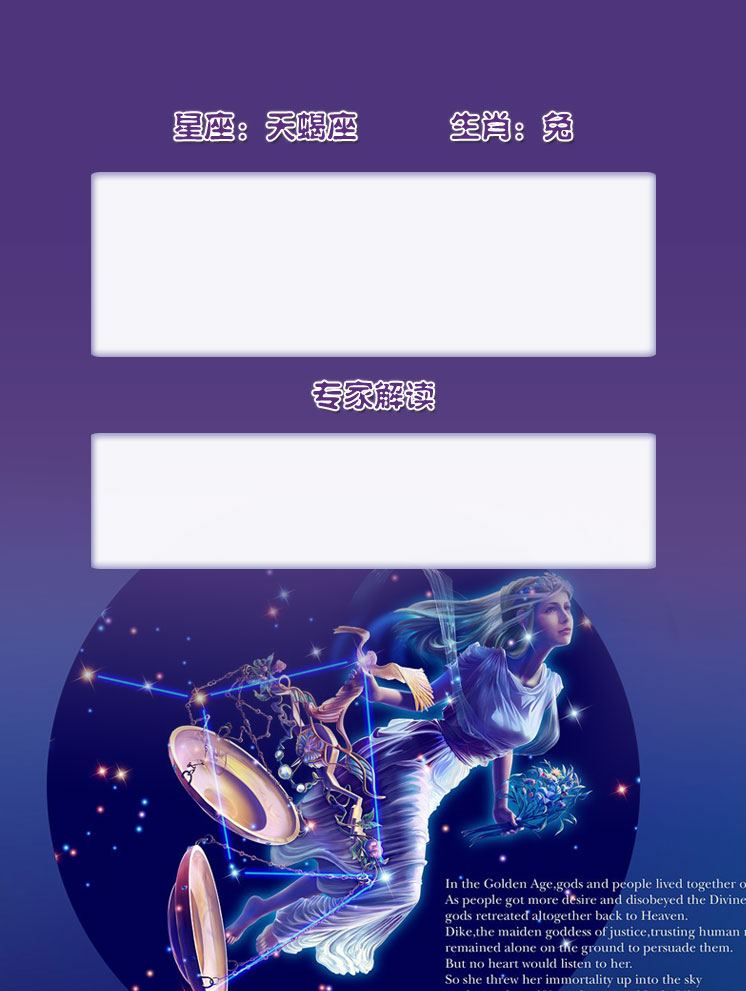 星座：天蝎座 生肖：兔
专家解读
In the Golden Age,gods and people lived together
As people got more desire and disobeyed the Divine
gods retreated altogether back to Heaven.
Dike,the maiden goddess of justice,trusting human
remained alone on the ground to persuade them.
But no heart would listen to her.
So she threw her immortality up into the sky